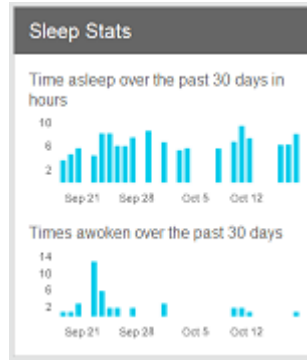 Sleep Stats
Time asleep over the past 30 days in
hours
10
6
2
Sep 21 Sep 28 Oct 5 Oct 12
Times awoken over the past 30 days
14
10
6
2
Sep 21 Sep 28 Oct 5 Oct 12